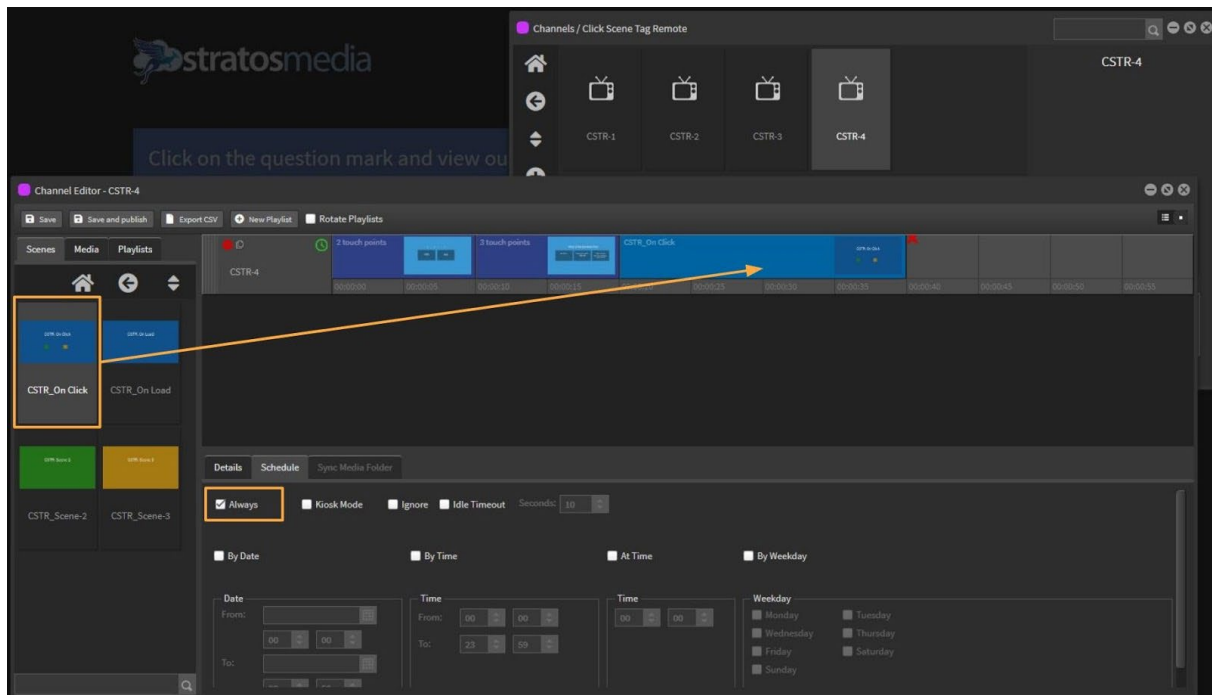 stratosmedia
Click on the question mark and view ou
Channels / Click Scene Tag Remote
CSTR-1
CSTR-2
CSTR-3
CSTR-4
CSTR-4
Channel Editor - CSTR-4
Save
Save and publish
Export CSV
New Playlist
Rotate Playlists
Scenes
Media
Playlists
CSTR_On Click
CSTR_On Load
CSTR_Scene-2
CSTR_Scene-3
CSTR-4
2 touch points
3 touch points
CSTR_On Click
00:00:00
00:00:05
00:00:10
00:00:15
00:00:20
00:00:25
00:00:30
00:00:35
00:00:40
00:00:45
00:00:50
00:00:55
Details
Schedule
Sync Media Folder
Always
Kiosk Mode
Ignore
Idle Timeout
Seconds: 10
By Date
By Time
At Time
By Weekday
Date
From:
00 00
To:
Time
From: 00 00
To: 23 59
Time
00 00
Weekday
Monday
Tuesday
Wednesday
Thursday
Friday
Saturday
Sunday